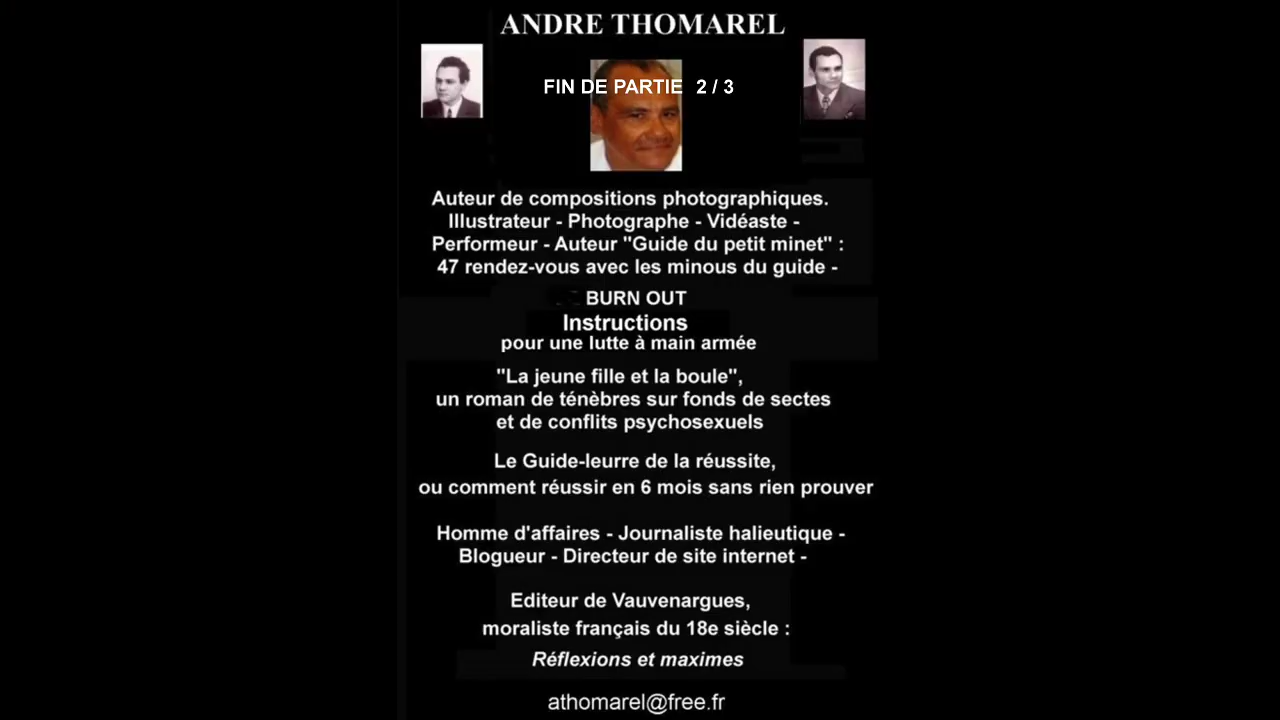 ANDRE THOMAREL
FIN DE PARTIE 2 / 3
Auteur de compositions photographiques.
Illustrateur - Photographe - Vidéaste -
Performeur - Auteur "Guide du petit minet" :
47 rendez-vous avec les minous du guide -
BURN OUT
Instructions
pour une lutte à main armée
"La jeune fille et la boule",
un roman de ténèbres sur fonds de sectes
et de conflits psychosexuels
Le Guide-leurre de la réussite,
ou comment réussir en 6 mois sans rien prouver
Homme d'affaires - Journaliste halieutique -
Blogueur - Directeur de site internet -
Editeur de Vauvenargues,
moraliste français du 18e siècle :
Réflexions et maximes
athomarel@free.fr